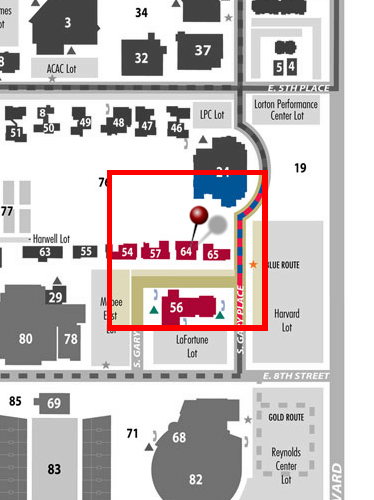 34
3
37
32
ACAC Lot
5 4
E. 5TH PLACE
LPC Lot
Lorton Performance
Center Lot
51
8
50
49
48
47
46
24
19
76
77
- Harwell Lot
63
55
54
57
64
65
BLUE ROUTE
29
Mabee
East
Lot
56
Harvard
Lot
80
78
S. GARY
S. GARY PLACE
LaFortune
Lot
E. 8TH STREET
85
69
GOLD ROUTE
71
68
Reynolds
Center
Lot
83
82